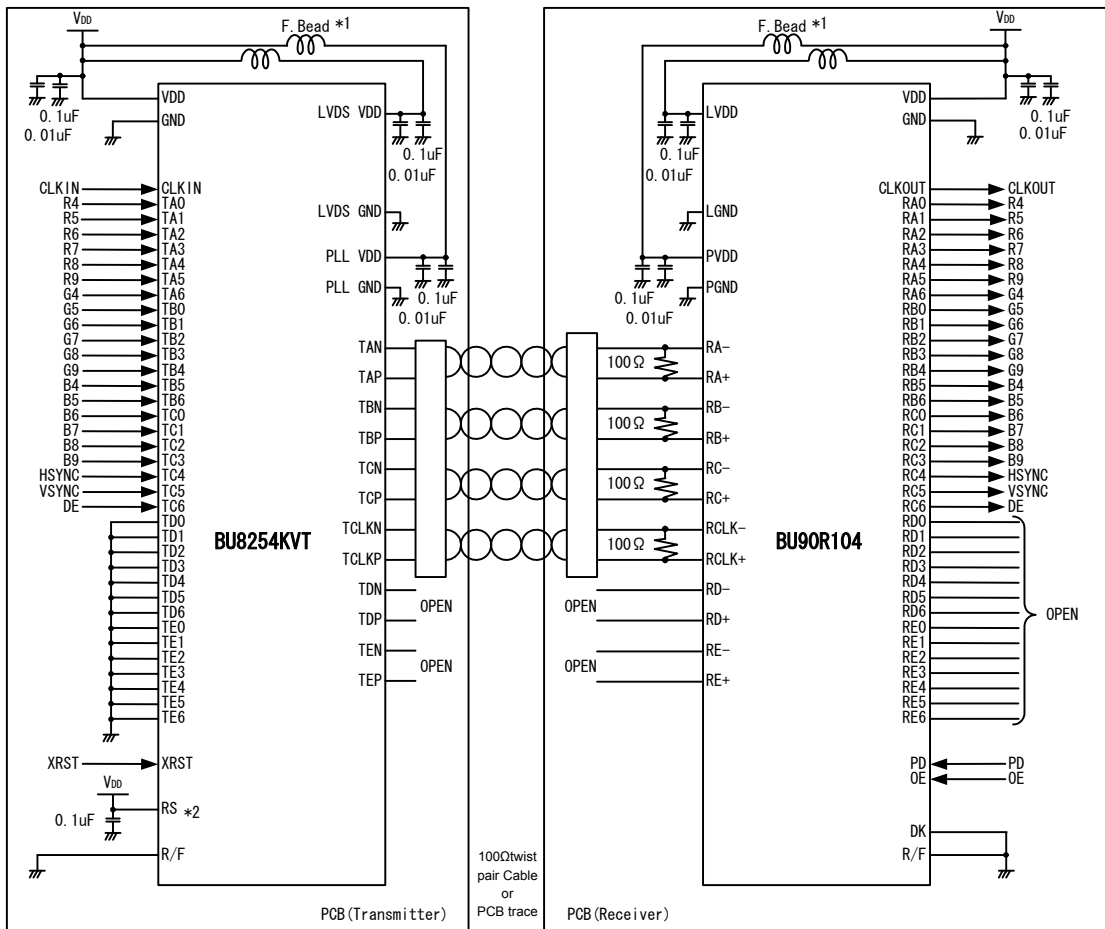 VDD
F. Bead *1
0.1uF
0.01uF
VDD
GND
LVDS VDD
0.1uF
0.01uF
LVDS GND
PLL VDD
PLL GND
0.1uF
0.01uF
CLKIN CLKIN
R4 TA0
R5 TA1
R6 TA2
R7 TA3
R8 TA4
R9 TA5
G4 TA6
G5 TB0
G6 TB1
G7 TB2
G8 TB3
G9 TB4
B4 TB5
B5 TB6
B6 TC0
B7 TC1
B8 TC2
B9 TC3
HSYNC TC4
VSYNC TC5
DE TC6
TD0
TD1
TD2
TD3
TD4
TD5
TD6
TE0
TE1
TE2
TE3
TE4
TE5
TE6
XRST XRST
VDD
0.1uF
RS *2
R/F
BU8254KVT
TAN
TAP
TBN
TBP
TCN
TCP
TCLKN
TCLKP
TDN
OPEN
TDP
TEN
OPEN
TEP
PCB(Transmitter)
100Ωtwist
pair Cable
or
PCB trace
F. Bead *1
VDD
0.1uF
0.01uF
VDD
GND
LVDD
0.1uF
0.01uF
LGND
PVDD
PGND
0.1uF
0.01uF
100Ω
RA-
RA+
100Ω
RB-
RB+
100Ω
RC-
RC+
100Ω
RCLK-
RCLK+
RD-
OPEN
RD+
RE-
OPEN
RE+
BU90R104
CLKOUT CLKOUT
RA0 R4
RA1 R5
RA2 R6
RA3 R7
RA4 R8
RA5 R9
RA6 G4
RB0 G5
RB1 G6
RB2 G7
RB3 G8
RB4 G9
RB5 B4
RB6 B5
RC0 B6
RC1 B7
RC2 B8
RC3 B9
RC4 HSYNC
RC5 VSYNC
RC6 DE
RD0
RD1
RD2
RD3
RD4
RD5
RD6
RE0
RE1
RE2
RE3
RE4
RE5
RE6
OPEN
PD PD
OE OE
DK
R/F
PCB(Receiver)